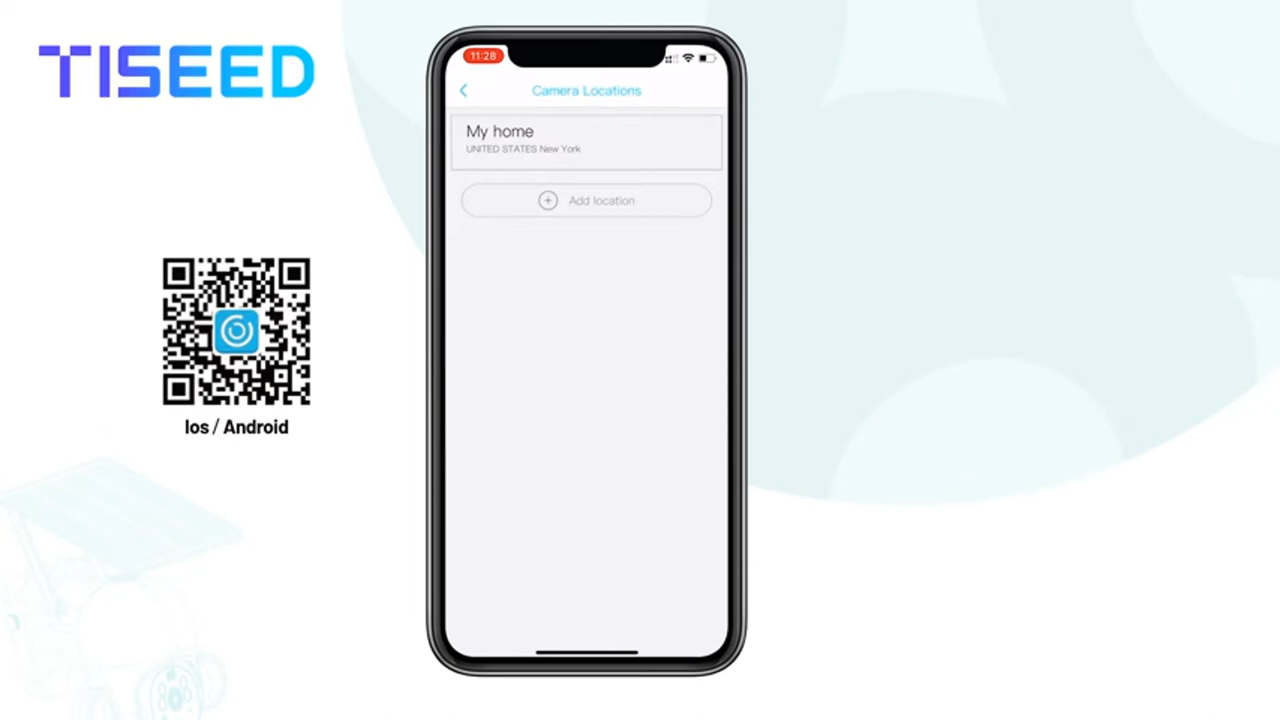 TISEED
11:28
Camera Locations
My home
UNITED STATES New York
Add location
Ios / Android